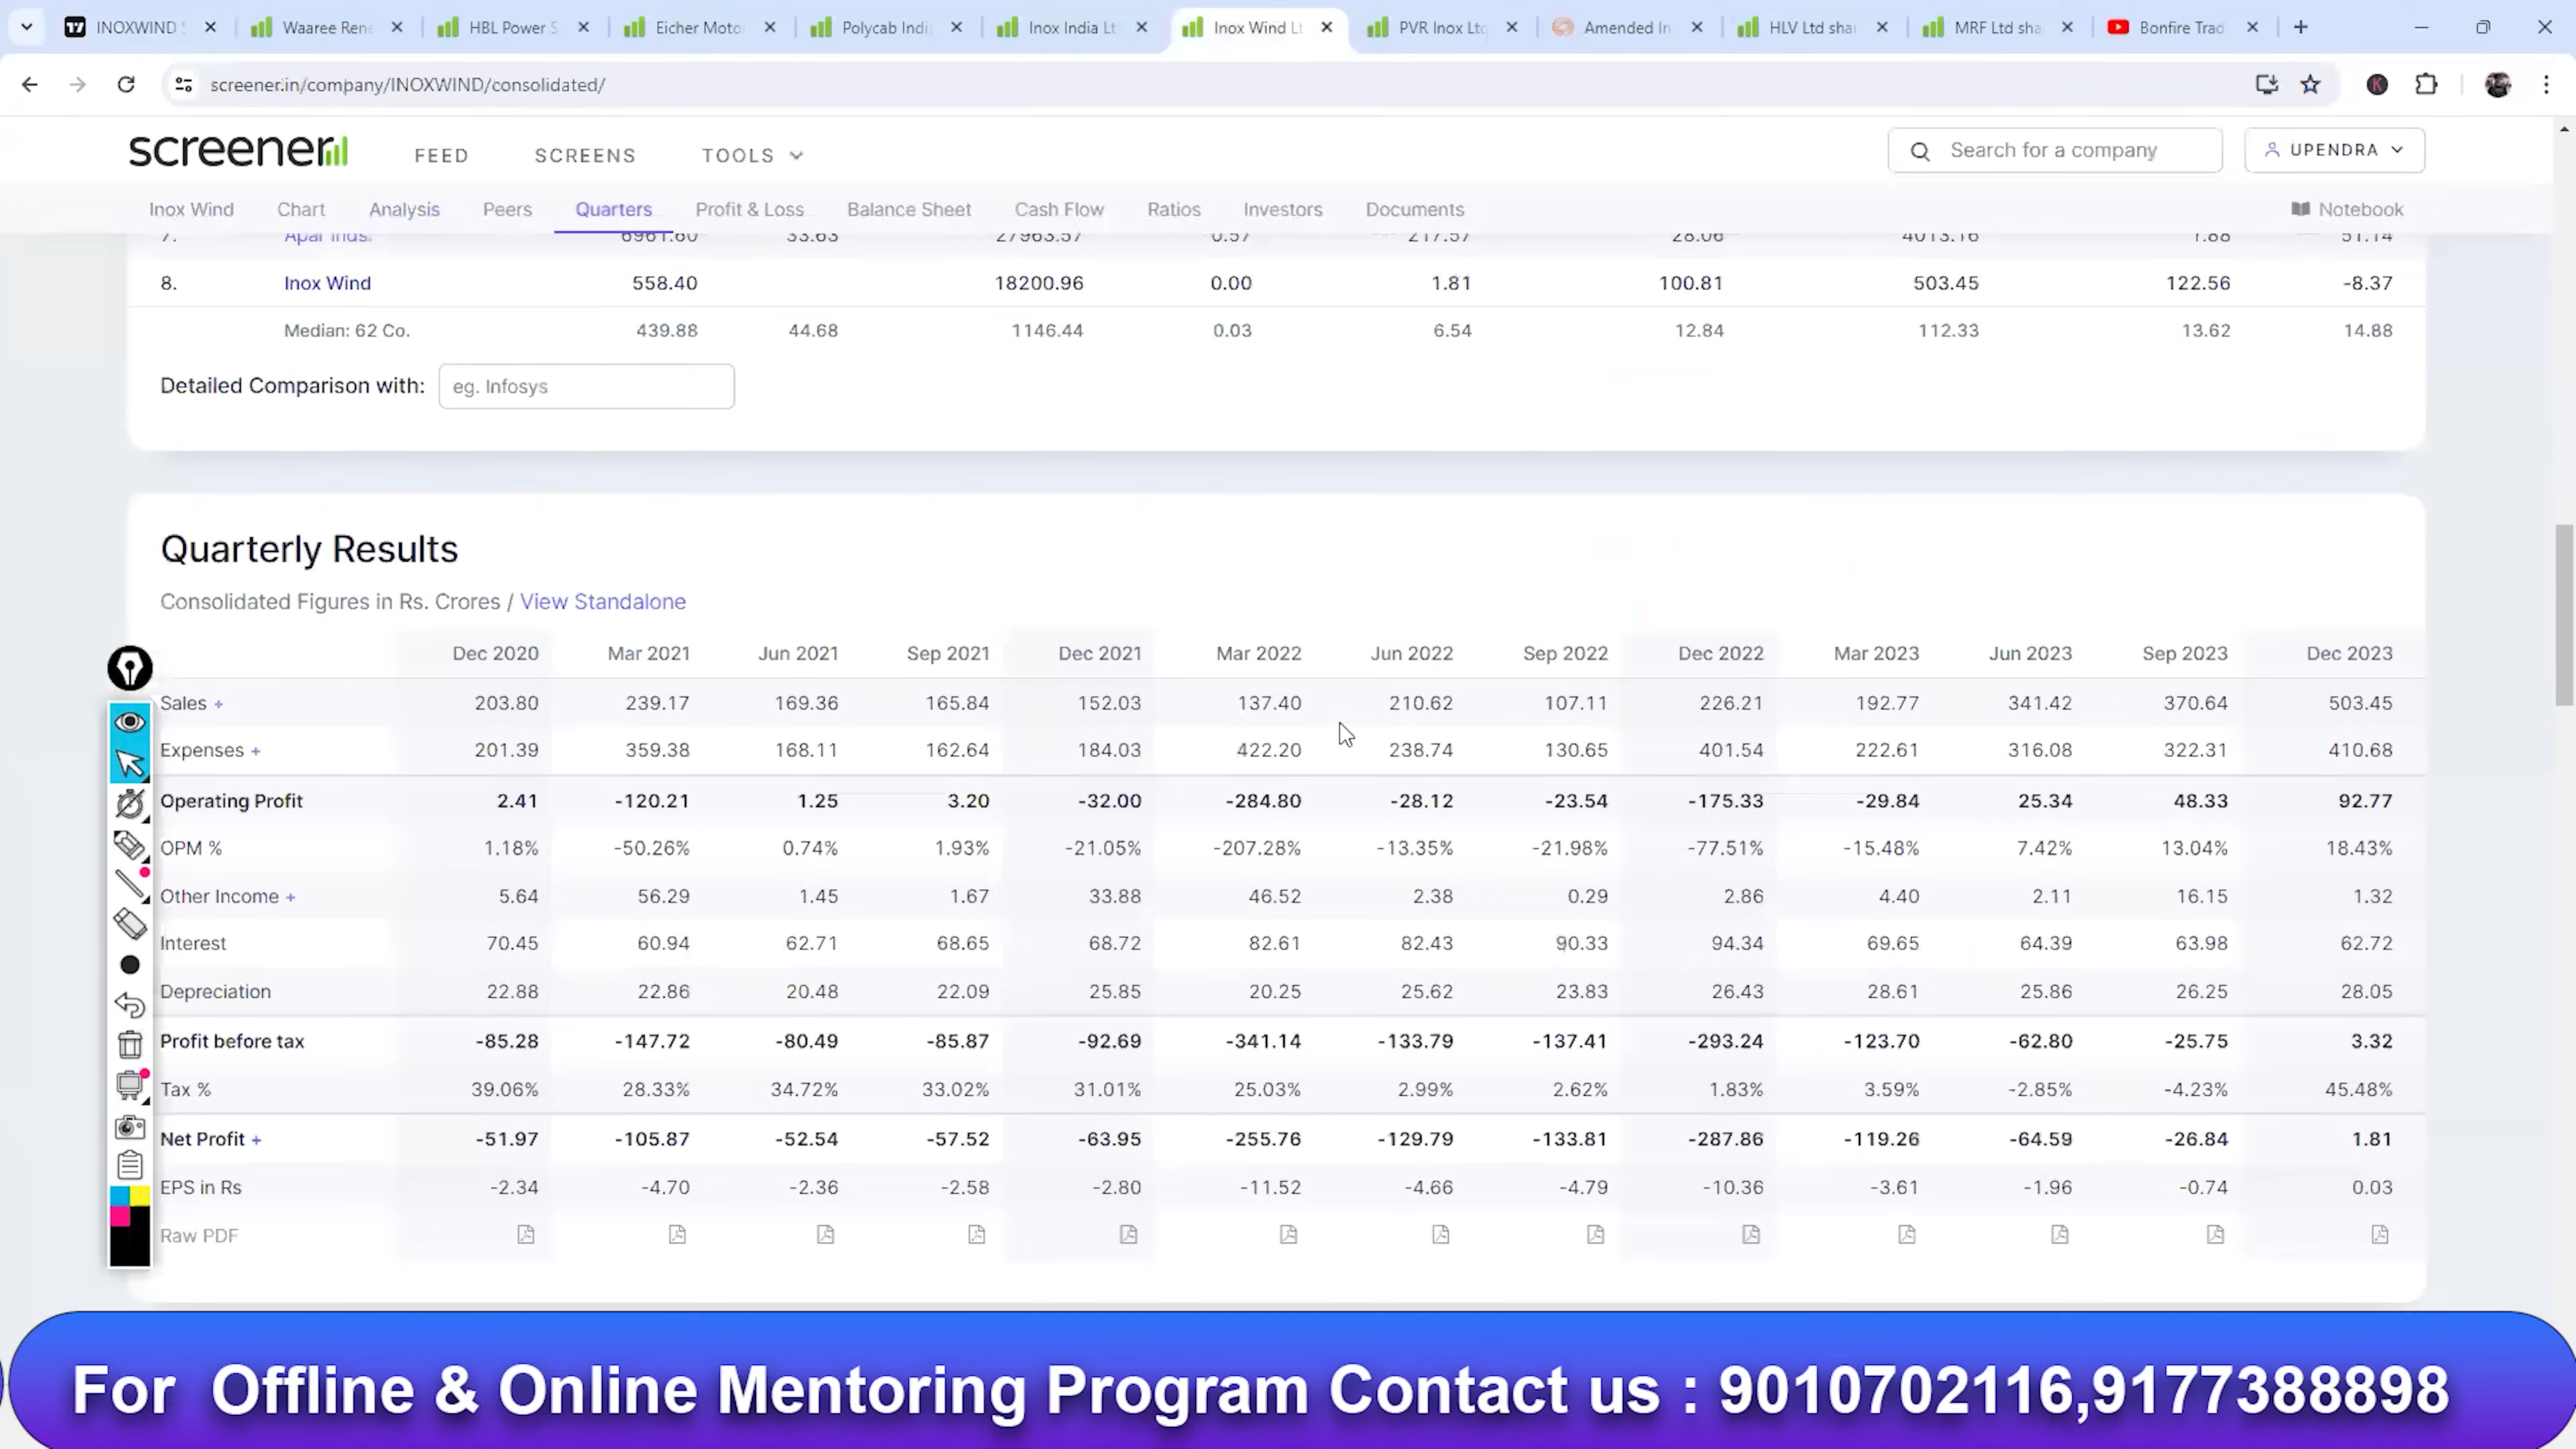 INOXWIND
Waaree Rene
HBL Power S
Eicher Moto
Polycab Indi
Inox India Lt
Inox Wind Lt
PVR Inox Lt
Amended In
HLV Ltd shar
MRF Ltd sha
Bonfire Trad
screener.in/company/INOXWIND/consolidated/
screener FEED SCREENS TOOLS Search for a company UPENDRA
Inox Wind Chart Analysis Peers Quarters Profit & Loss Balance Sheet Cash Flow Ratios Investors Documents Notebook
7. Apar Inds. 6961.60 33.63 27963.57 0.57 217.57 28.06 4013.16 51.14
8. Inox Wind 558.40 18200.96 0.00 1.81 100.81 503.45 122.56 -8.37
Median: 62 Co. 439.88 44.68 1146.44 0.03 6.54 12.84 112.33 13.62 14.88
Detailed Comparison with: eg. Infosys
Quarterly Results
Consolidated Figures in Rs. Crores / View Standalone
Dec 2020 Mar 2021 Jun 2021 Sep 2021 Dec 2021 Mar 2022 Jun 2022 Sep 2022 Dec 2022 Mar 2023 Jun 2023 Sep 2023 Dec 2023
Sales + 203.80 239.17 169.36 165.84 152.03 137.40 210.62 107.11 226.21 192.77 341.42 370.64 503.45
Expenses + 201.39 359.38 168.11 162.64 184.03 422.20 238.74 130.65 401.54 222.61 316.08 322.31 410.68
Operating Profit 2.41 -120.21 1.25 3.20 -32.00 -284.80 -28.12 -23.54 -175.33 -29.84 25.34 48.33 92.77
OPM % 1.18% -50.26% 0.74% 1.93% -21.05% -207.28% -13.35% -21.98% -77.51% -15.48% 7.42% 13.04% 18.43%
Other Income + 5.64 56.29 1.45 1.67 33.88 46.52 2.38 0.29 2.86 4.40 2.11 16.15 1.32
Interest 70.45 60.94 62.71 68.65 68.72 82.61 82.43 90.33 94.34 69.65 64.39 63.98 62.72
Depreciation 22.88 22.86 20.48 22.09 25.85 20.25 25.62 23.83 26.43 28.61 25.86 26.25 28.05
Profit before tax -85.28 -147.72 -80.49 -85.87 -92.69 -341.14 -133.79 -137.41 -293.24 -123.70 -62.80 -25.75 3.32
Tax % 39.06% 28.33% 34.72% 33.02% 31.01% 25.03% 2.99% 2.62% 1.83% 3.59% -2.85% -4.23% 45.48%
Net Profit + -51.97 -105.87 -52.54 -57.52 -63.95 -255.76 -129.79 -133.81 -287.86 -119.26 -64.59 -26.84 1.81
EPS in Rs -2.34 -4.70 -2.36 -2.58 -2.80 -11.52 -4.66 -4.79 -10.36 -3.61 -1.96 -0.74 0.03
Raw PDF
For Offline & Online Mentoring Program Contact us : 9010702116,9177388898